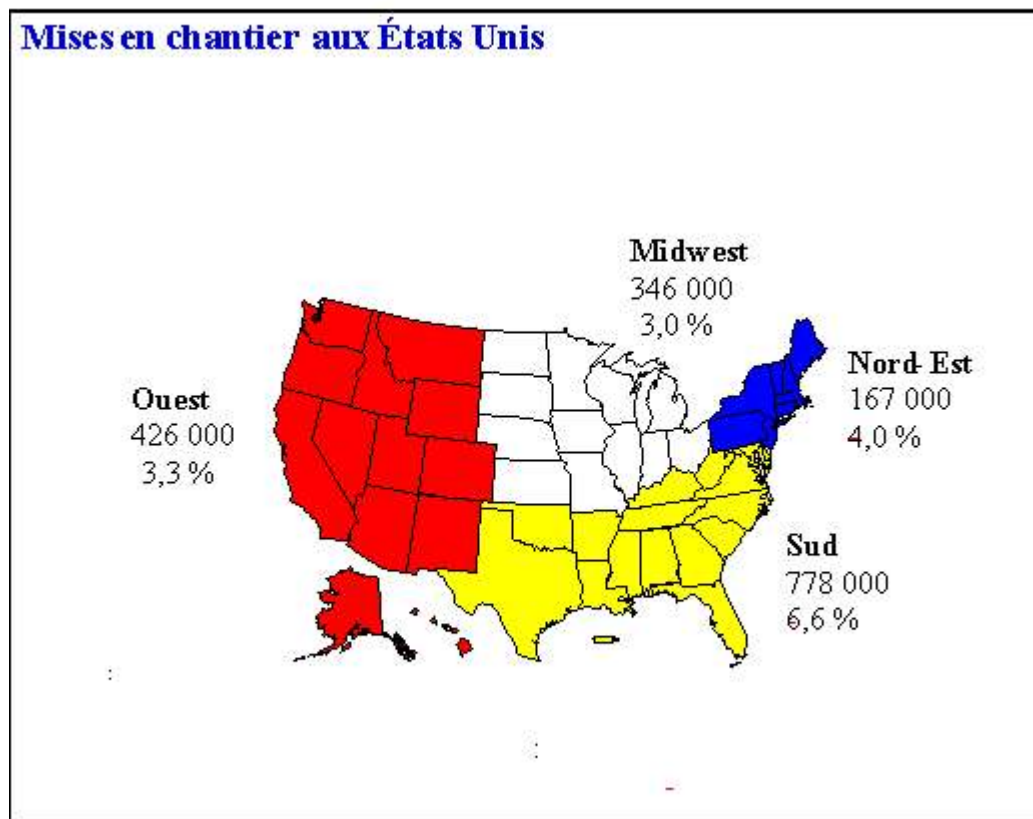 Mises en chantier aux États Unis
Midwest
346 000
3,0 %
Nord- Est
167 000
4,0 %
Ouest
426 000
3,3 %
Sud
778 000
6,6 %